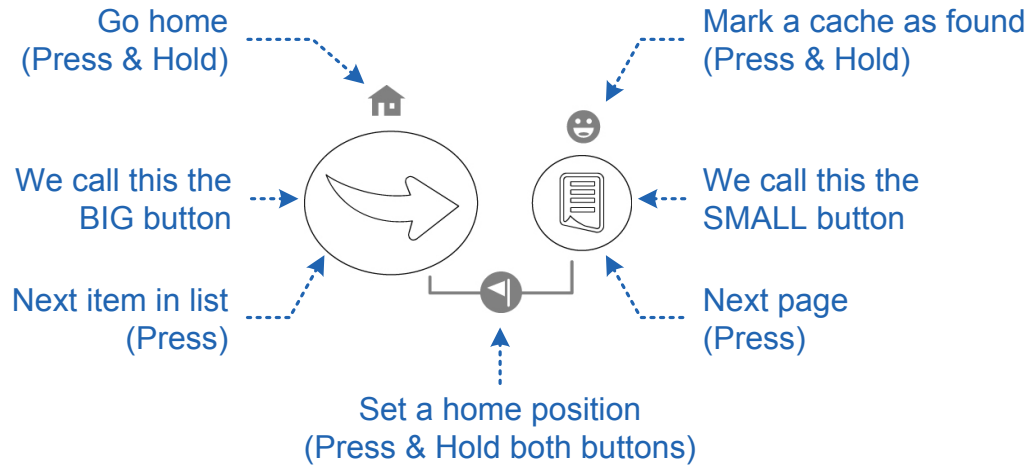 Go home
(Press & Hold)
Mark a cache as found
(Press & Hold)
We call this the
BIG button
We call this the
SMALL button
Next item in list
(Press)
Next page
(Press)
Set a home position
(Press & Hold both buttons)